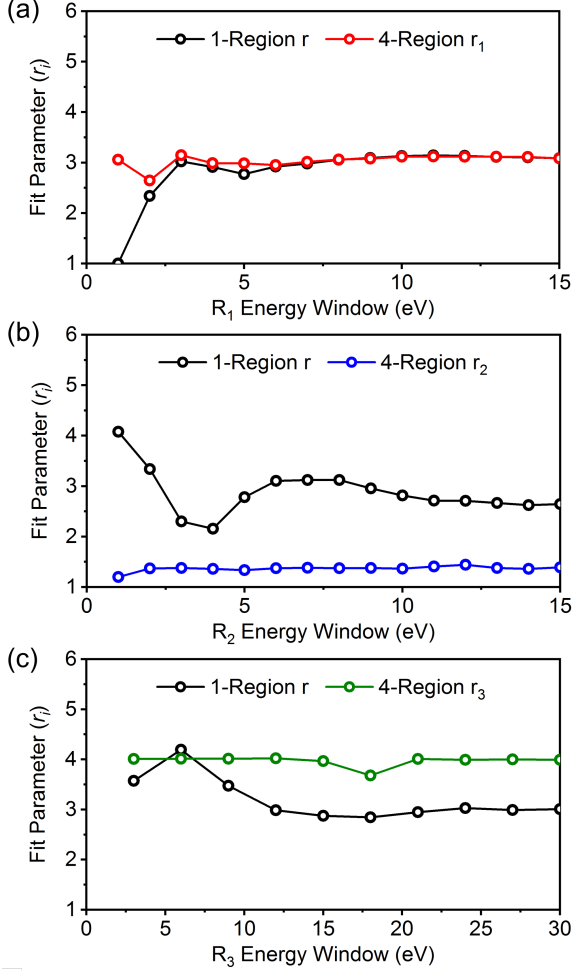 (a)
1-Region r 4-Region r₁
Fit Parameter (rᵢ)
6
5
4
3
2
1
0 5 10 15
R₁ Energy Window (eV)
(b)
1-Region r 4-Region r₂
Fit Parameter (rᵢ)
6
5
4
3
2
1
0 5 10 15
R₂ Energy Window (eV)
(c)
1-Region r 4-Region r₃
Fit Parameter (rᵢ)
6
5
4
3
2
1
0 5 10 15 20 25 30
R₃ Energy Window (eV)